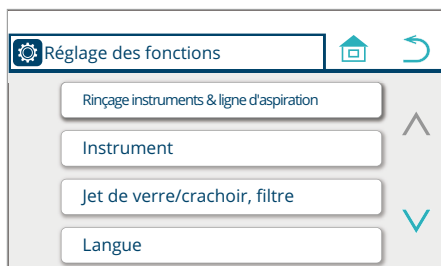 Réglage des fonctions
Rinçage instruments & ligne d'aspiration
Instrument
Jet de verre/crachoir, filtre
Langue